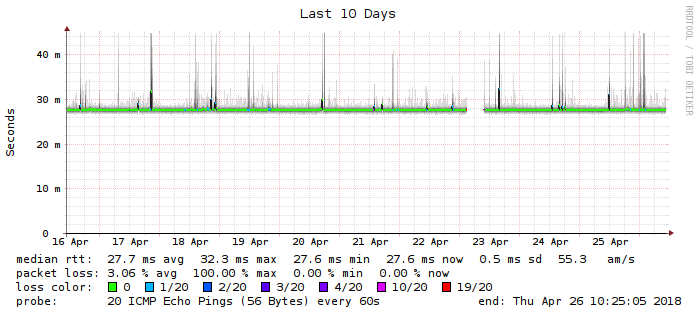 Last 10 Days
RRDTOOL / TOBI OETIKER
Seconds
40 m
30 m
20 m
10 m
0
16 Apr 17 Apr 18 Apr 19 Apr 20 Apr 21 Apr 22 Apr 23 Apr 24 Apr 25 Apr
median rtt: 27.7 ms avg 32.3 ms max 27.6 ms min 27.6 ms now 0.5 ms sd 55.3 am/s
packet loss: 3.06 % avg 100.00 % max 0.00 % min 0.00 % now
loss color: 0 1/20 2/20 3/20 4/20 10/20 19/20
probe: 20 ICMP Echo Pings (56 Bytes) every 60s end: Thu Apr 26 10:25:05 2018